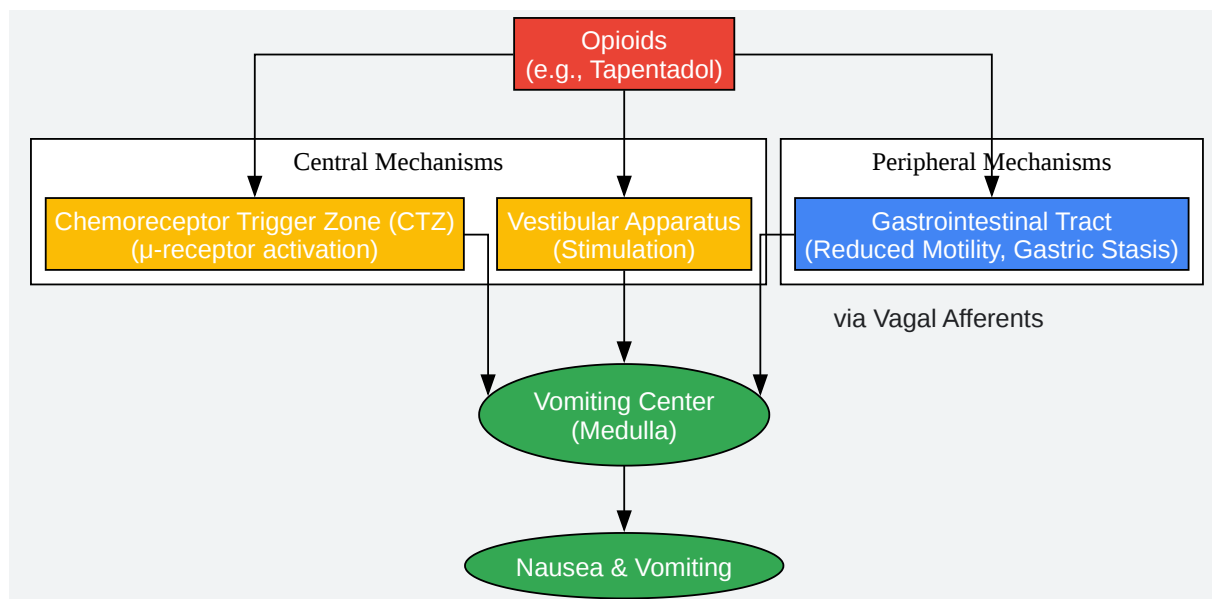 Opioids
(e.g., Tapentadol)
Central Mechanisms
Peripheral Mechanisms
Chemoreceptor Trigger Zone (CTZ)
(μ-receptor activation)
Vestibular Apparatus
(Stimulation)
Gastrointestinal Tract
(Reduced Motility, Gastric Stasis)
via Vagal Afferents
Vomiting Center
(Medulla)
Nausea & Vomiting